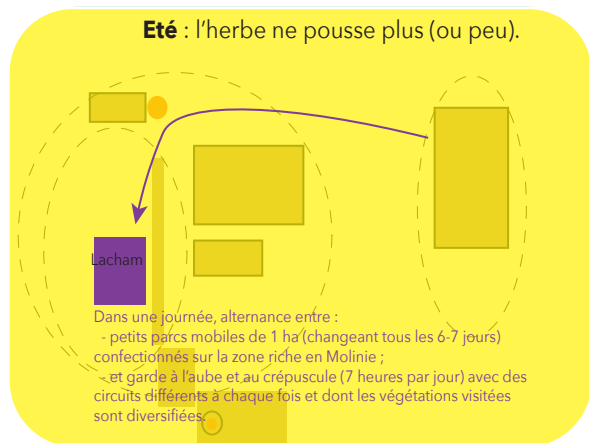 Eté : l’herbe ne pousse plus (ou peu).
Lacham
Dans une journée, alternance entre :
- petits parcs mobiles de 1 ha (changeant tous les 6-7 jours)
confectionnés sur la zone riche en Molinie ;
- et garde à l’aube et au crépuscule (7 heures par jour) avec des
circuits différents à chaque fois et dont les végétations visitées
sont diversifiées.